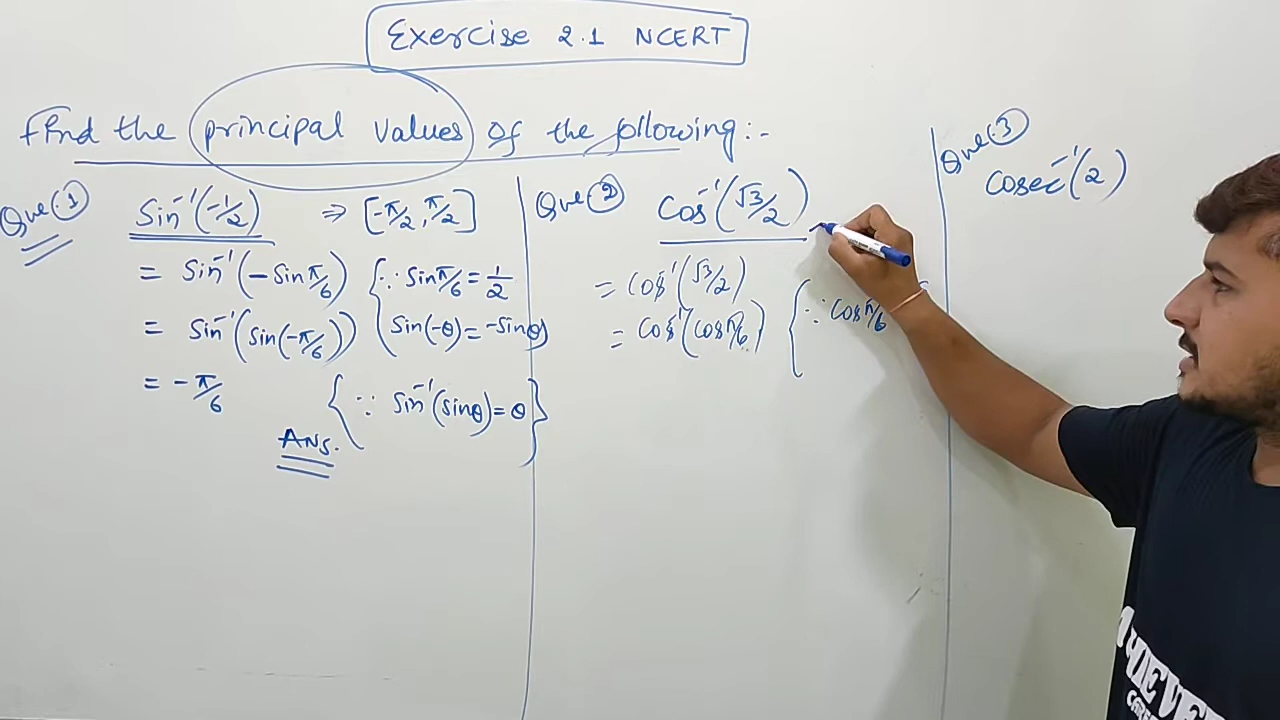 Exercise 2.1 NCERT
find the principal values of the following:-
Que(1) Sin⁻¹(-1/2) ⇒ [-π/2, π/2]
= Sin⁻¹(-Sin π/6) {∵ Sin π/6 = 1/2
= Sin⁻¹(Sin(-π/6)) Sin(-θ) = -Sinθ)
= -π/6 {∵ Sin⁻¹(Sinθ) = θ}
Ans.
Que(2) Cos⁻¹(√3/2)
= Cos⁻¹(√3/2)
= Cos⁻¹(Cos π/6) {∵ Cos π/6
Que(3)
Cosec⁻¹(2)